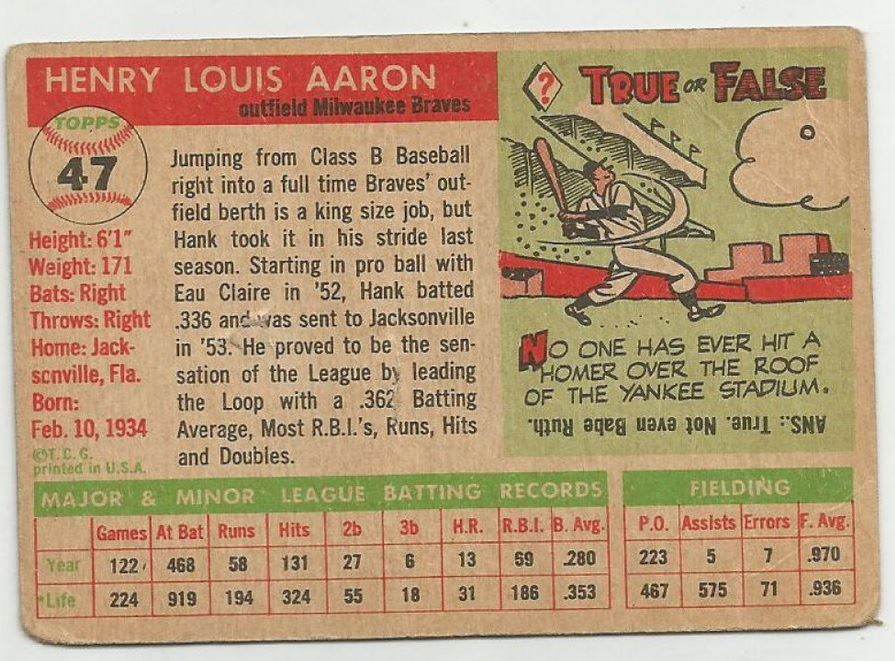 HENRY LOUIS AARON
outfield Milwaukee Braves
TOPPS
47
Height: 6'1"
Weight: 171
Bats: Right
Throws: Right
Home: Jack-
sonville, Fla.
Born:
Feb. 10, 1934
©T.C.G.
printed in U.S.A.
Jumping from Class B Baseball
right into a full time Braves' out-
field berth is a king size job, but
Hank took it in his stride last
season. Starting in pro ball with
Eau Claire in '52, Hank batted
.336 and was sent to Jacksonville
in '53. He proved to be the sen-
sation of the League by leading
the Loop with a .362 Batting
Average, Most R.B.I.'s, Runs, Hits
and Doubles.
? TRUE OR FALSE
NO ONE HAS EVER HIT A
HOMER OVER THE ROOF
OF THE YANKEE STADIUM.
ANS.: True. Not even Babe Ruth.
MAJOR & MINOR LEAGUE BATTING RECORDS FIELDING
Games At Bat Runs Hits 2b 3b H.R. R.B.I. B. Avg. P.O. Assists Errors F. Avg.
Year 122 468 58 131 27 6 13 69 .280 223 5 7 .970
*Life 224 919 194 324 55 18 31 186 .353 467 575 71 .936